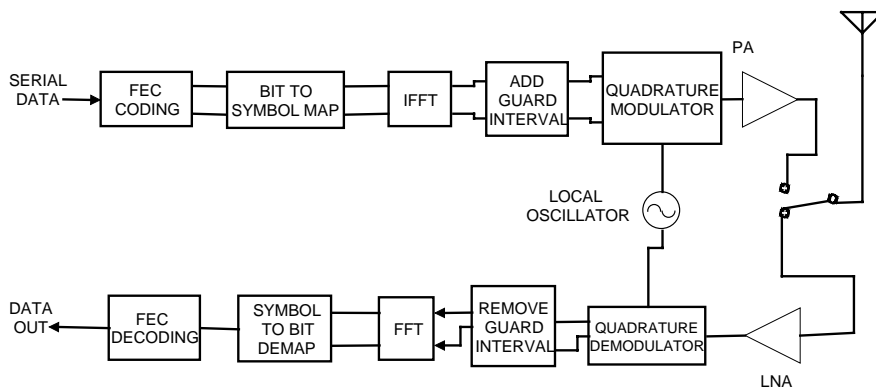 PA
SERIAL
DATA
FEC
CODING
BIT TO
SYMBOL MAP
IFFT
ADD
GUARD
INTERVAL
QUADRATURE
MODULATOR
LOCAL
OSCILLATOR
DATA
OUT
FEC
DECODING
SYMBOL
TO BIT
DEMAP
FFT
REMOVE
GUARD
INTERVAL
QUADRATURE
DEMODULATOR
LNA